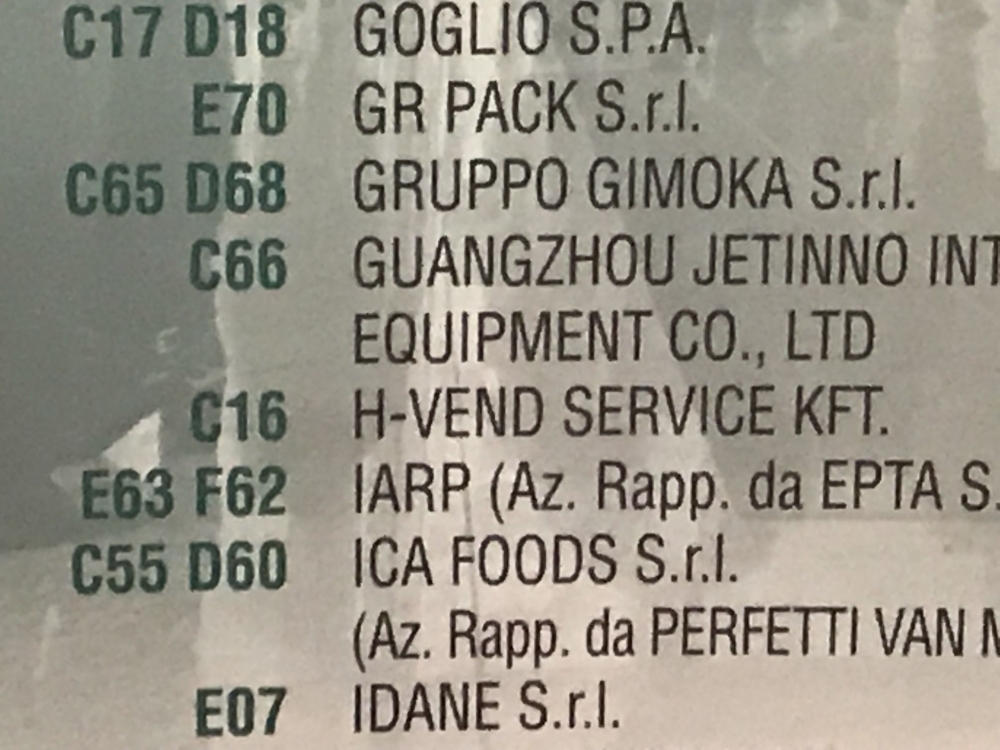 C17 D18 GOGLIO S.P.A.
E70 GR PACK S.r.l.
C65 D68 GRUPPO GIMOKA S.r.l.
C66 GUANGZHOU JETINNO INT
EQUIPMENT CO., LTD
C16 H-VEND SERVICE KFT.
E63 F62 IARP (Az. Rapp. da EPTA S.
C55 D60 ICA FOODS S.r.l.
(Az. Rapp. da PERFETTI VAN M
E07 IDANE S.r.l.